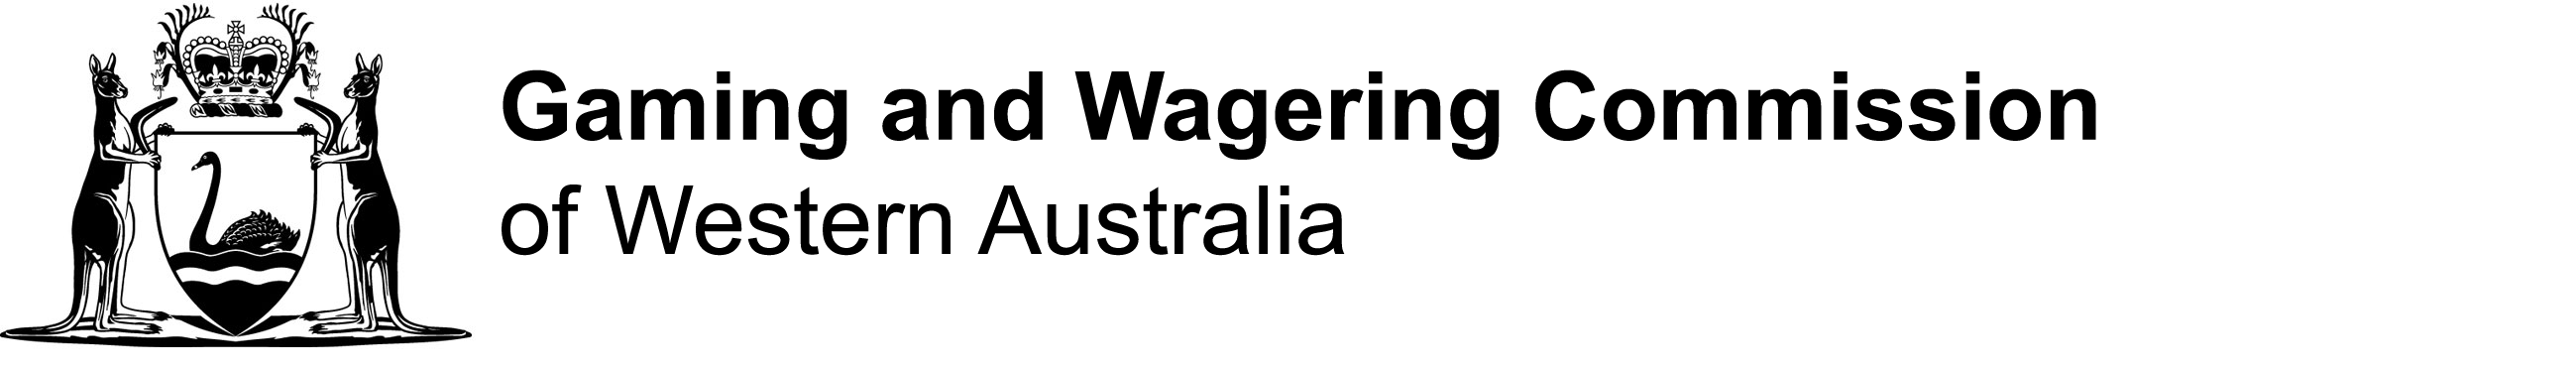 Gaming and Wagering Commission
of Western Australia